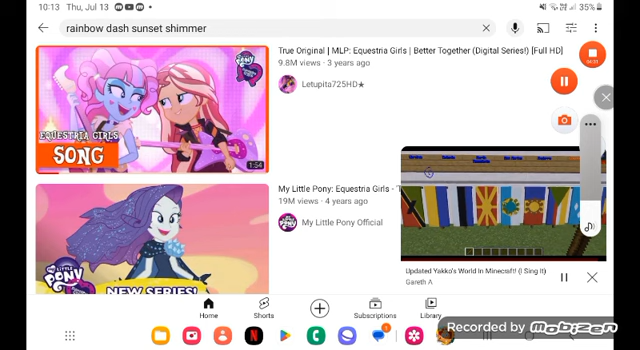 10:13 Thu, Jul 13
35%
rainbow dash sunset shimmer
True Original | MLP: Equestria Girls | Better Together (Digital Series!) [Full HD]
9.8M views · 3 years ago
Letupita725HD★
EQUESTRIA GIRLS
SONG
1:54
My Little Pony: Equestria Girls - 'T
19M views · 4 years ago
My Little Pony Official
My Little Pony
NEW SERIES!
Updated Yakko's World In Minecraft! (I Sing It)
Gareth A
Home
Shorts
Subscriptions
Library
Recorded by Mobizen